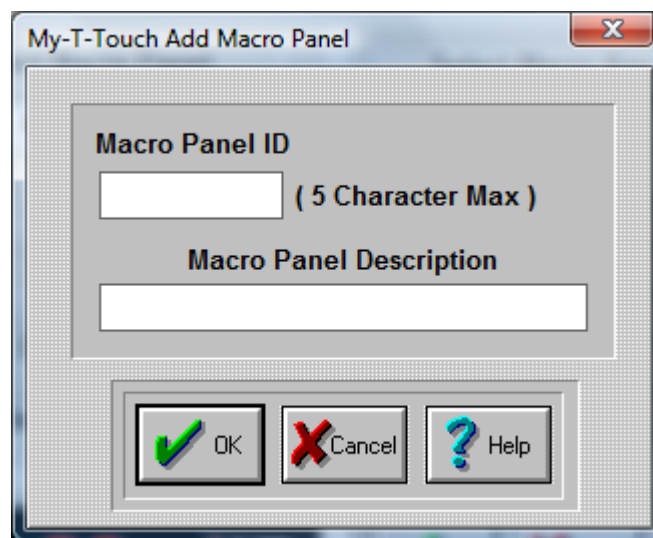 My-T-Touch Add Macro Panel
Macro Panel ID
( 5 Character Max )
Macro Panel Description
OK Cancel Help